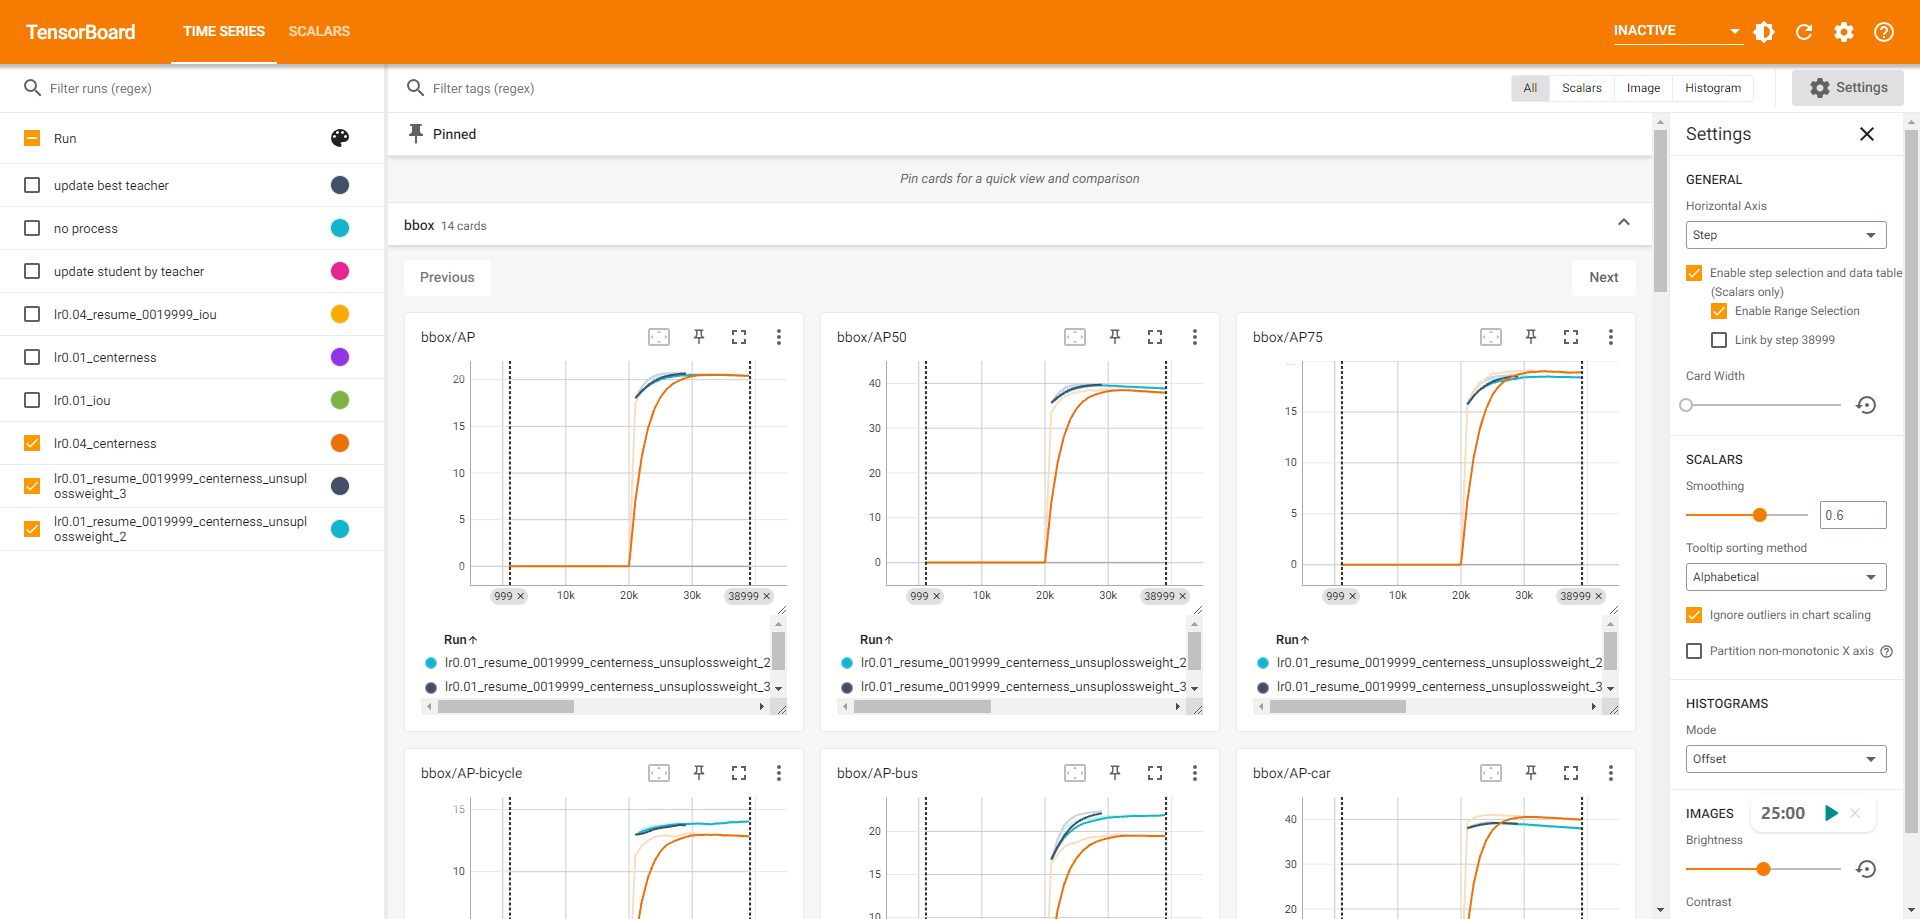 TensorBoard
TIME SERIES
SCALARS
INACTIVE
Filter runs (regex)
Run
update best teacher
no process
update student by teacher
lr0.04_resume_0019999_iou
lr0.01_centerness
lr0.01_iou
lr0.04_centerness
lr0.01_resume_0019999_centerness_unsupl
ossweight_3
lr0.01_resume_0019999_centerness_unsupl
ossweight_2
Filter tags (regex)
All
Scalars
Image
Histogram
Settings
Pinned
Pin cards for a quick view and comparison
bbox 14 cards
Previous
Next
bbox/AP
20
15
10
5
0
999 ×
10k
20k
30k
38999 ×
Run↑
lr0.01_resume_0019999_centerness_unsuplossweight_2
lr0.01_resume_0019999_centerness_unsuplossweight_3
bbox/AP50
40
30
20
10
0
999 ×
10k
20k
30k
38999 ×
Run↑
lr0.01_resume_0019999_centerness_unsuplossweight_2
lr0.01_resume_0019999_centerness_unsuplossweight_3
bbox/AP75
15
10
5
0
999 ×
10k
20k
30k
38999 ×
Run↑
lr0.01_resume_0019999_centerness_unsuplossweight_2
lr0.01_resume_0019999_centerness_unsuplossweight_3
bbox/AP-bicycle
15
10
bbox/AP-bus
20
15
10
bbox/AP-car
40
30
20
Settings
GENERAL
Horizontal Axis
Step
Enable step selection and data table
(Scalars only)
Enable Range Selection
Link by step 38999
Card Width
SCALARS
Smoothing
0.6
Tooltip sorting method
Alphabetical
Ignore outliers in chart scaling
Partition non-monotonic X axis
HISTOGRAMS
Mode
Offset
IMAGES
25:00
Brightness
Contrast